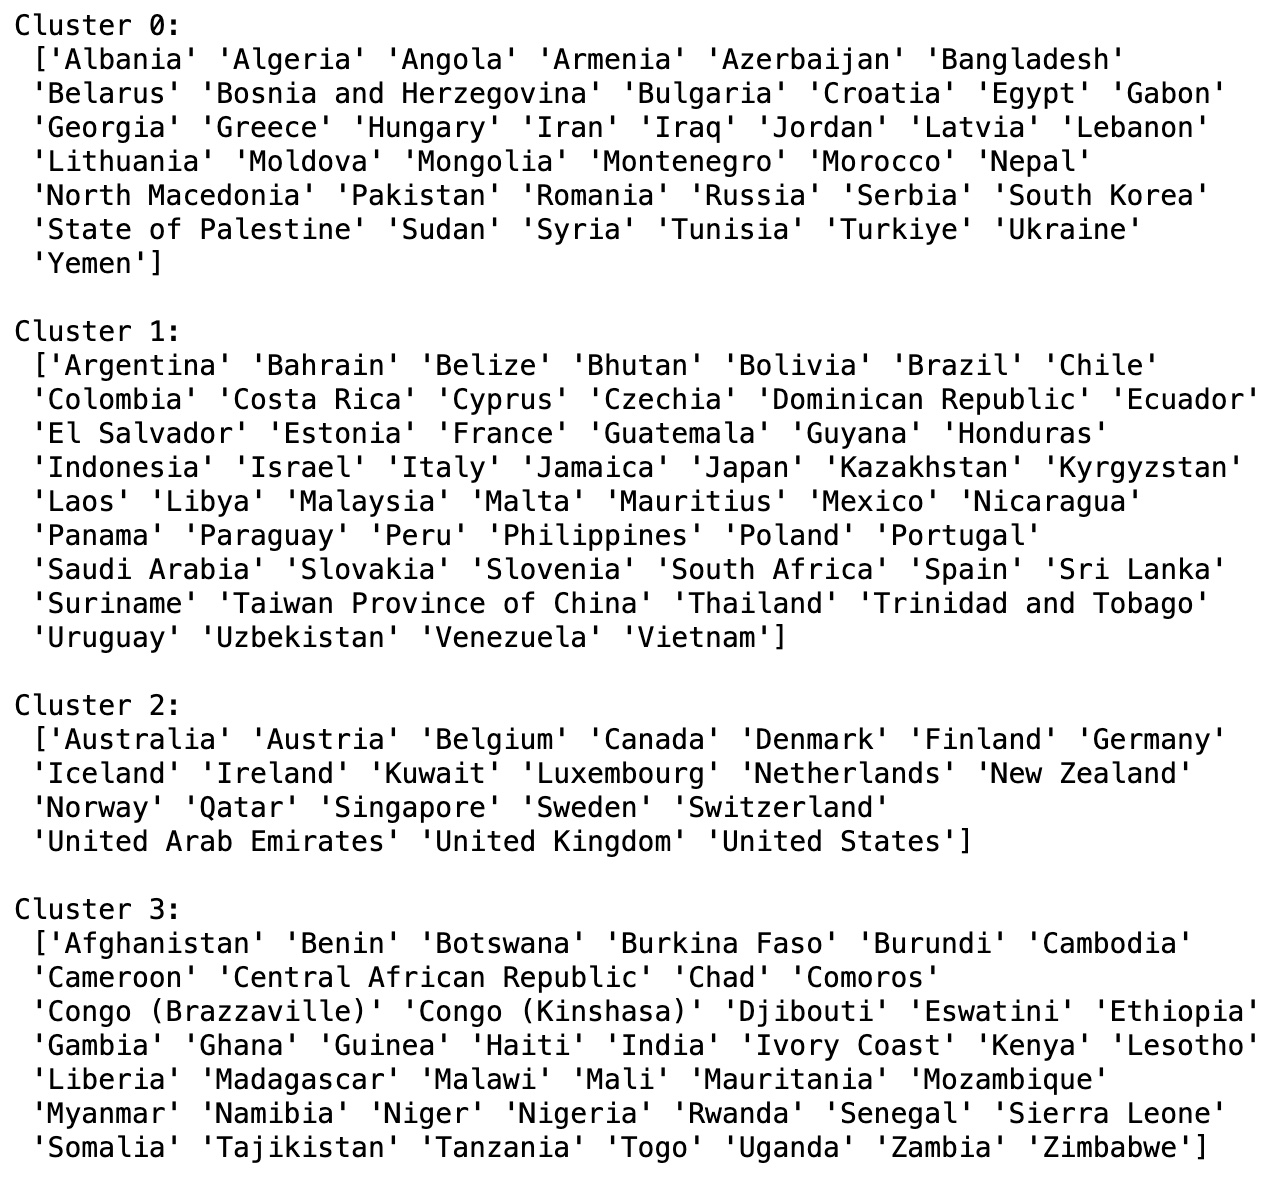 Cluster 0:
['Albania' 'Algeria' 'Angola' 'Armenia' 'Azerbaijan' 'Bangladesh'
'Belarus' 'Bosnia and Herzegovina' 'Bulgaria' 'Croatia' 'Egypt' 'Gabon'
'Georgia' 'Greece' 'Hungary' 'Iran' 'Iraq' 'Jordan' 'Latvia' 'Lebanon'
'Lithuania' 'Moldova' 'Mongolia' 'Montenegro' 'Morocco' 'Nepal'
'North Macedonia' 'Pakistan' 'Romania' 'Russia' 'Serbia' 'South Korea'
'State of Palestine' 'Sudan' 'Syria' 'Tunisia' 'Turkiye' 'Ukraine'
'Yemen']
Cluster 1:
['Argentina' 'Bahrain' 'Belize' 'Bhutan' 'Bolivia' 'Brazil' 'Chile'
'Colombia' 'Costa Rica' 'Cyprus' 'Czechia' 'Dominican Republic' 'Ecuador'
'El Salvador' 'Estonia' 'France' 'Guatemala' 'Guyana' 'Honduras'
'Indonesia' 'Israel' 'Italy' 'Jamaica' 'Japan' 'Kazakhstan' 'Kyrgyzstan'
'Laos' 'Libya' 'Malaysia' 'Malta' 'Mauritius' 'Mexico' 'Nicaragua'
'Panama' 'Paraguay' 'Peru' 'Philippines' 'Poland' 'Portugal'
'Saudi Arabia' 'Slovakia' 'Slovenia' 'South Africa' 'Spain' 'Sri Lanka'
'Suriname' 'Taiwan Province of China' 'Thailand' 'Trinidad and Tobago'
'Uruguay' 'Uzbekistan' 'Venezuela' 'Vietnam']
Cluster 2:
['Australia' 'Austria' 'Belgium' 'Canada' 'Denmark' 'Finland' 'Germany'
'Iceland' 'Ireland' 'Kuwait' 'Luxembourg' 'Netherlands' 'New Zealand'
'Norway' 'Qatar' 'Singapore' 'Sweden' 'Switzerland'
'United Arab Emirates' 'United Kingdom' 'United States']
Cluster 3:
['Afghanistan' 'Benin' 'Botswana' 'Burkina Faso' 'Burundi' 'Cambodia'
'Cameroon' 'Central African Republic' 'Chad' 'Comoros'
'Congo (Brazzaville)' 'Congo (Kinshasa)' 'Djibouti' 'Eswatini' 'Ethiopia'
'Gambia' 'Ghana' 'Guinea' 'Haiti' 'India' 'Ivory Coast' 'Kenya' 'Lesotho'
'Liberia' 'Madagascar' 'Malawi' 'Mali' 'Mauritania' 'Mozambique'
'Myanmar' 'Namibia' 'Niger' 'Nigeria' 'Rwanda' 'Senegal' 'Sierra Leone'
'Somalia' 'Tajikistan' 'Tanzania' 'Togo' 'Uganda' 'Zambia' 'Zimbabwe']